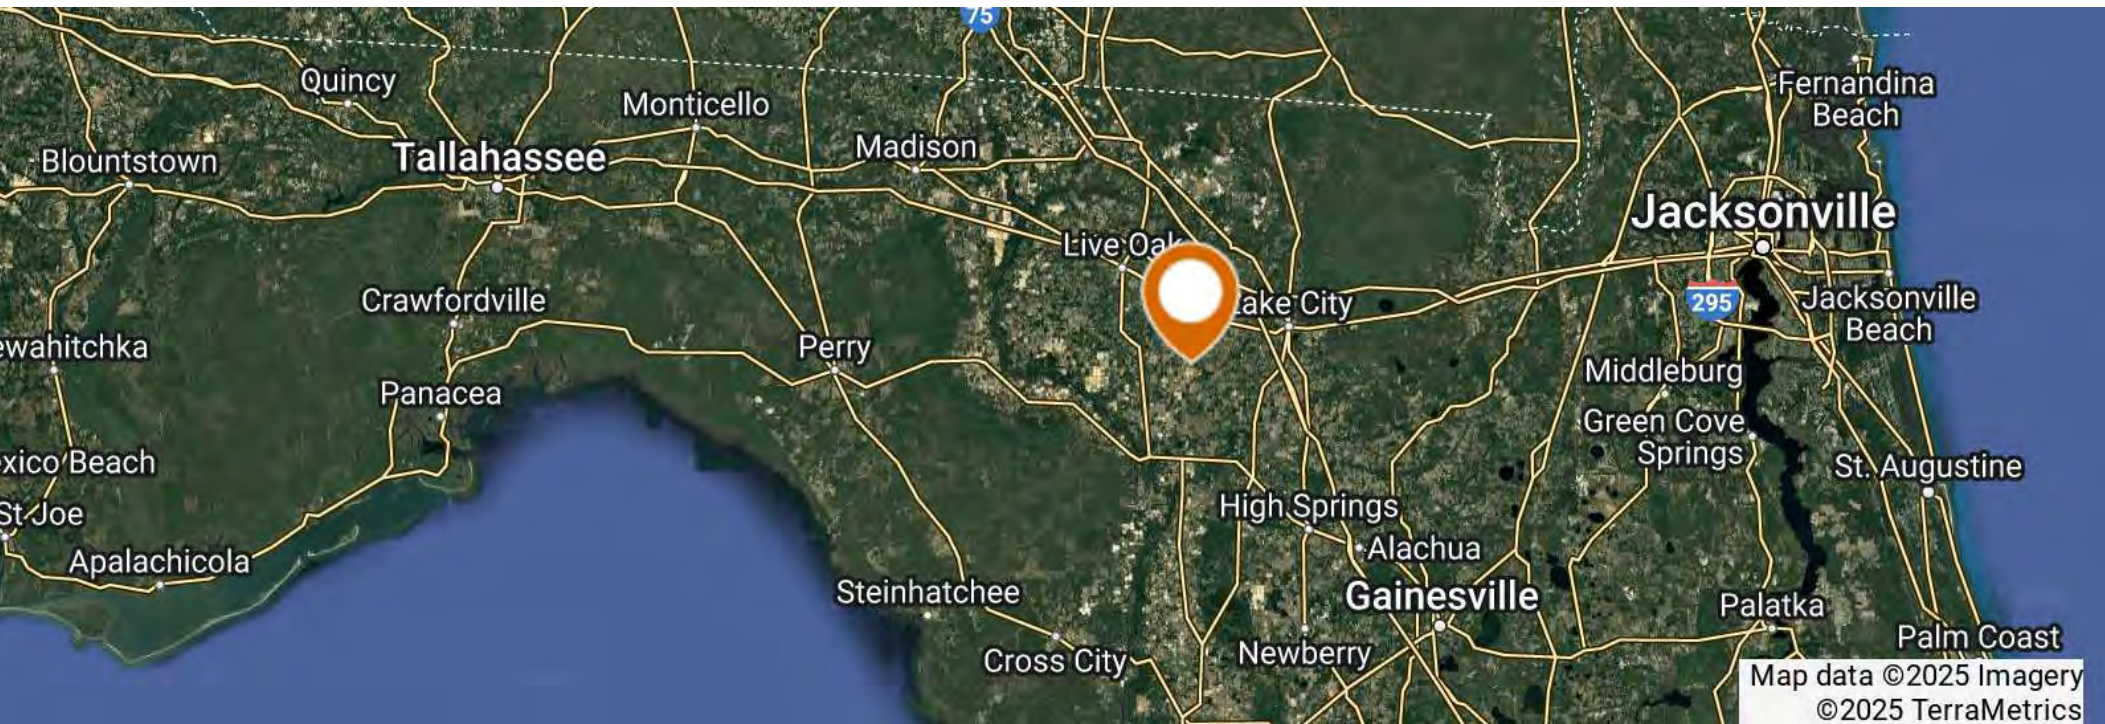 75
Quincy
Monticello
Fernandina
Beach
Blountstown
Tallahassee
Madison
Jacksonville
Live Oak
Crawfordville
Lake City
295
Jacksonville
Beach
ewahitchka
Perry
Middleburg
Panacea
Green Cove
Springs
exico Beach
St. Augustine
St Joe
High Springs
Apalachicola
Alachua
Steinhatchee
Gainesville
Palatka
Cross City
Newberry
Palm Coast
Map data ©2025 Imagery
©2025 TerraMetrics